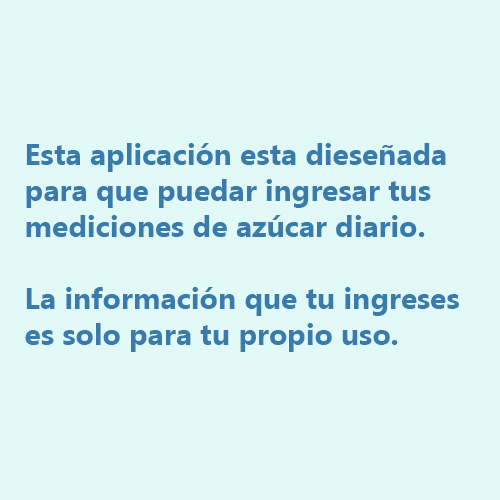 Esta aplicación esta dieseñada
para que puedar ingresar tus
mediciones de azúcar diario.
La información que tu ingreses
es solo para tu propio uso.